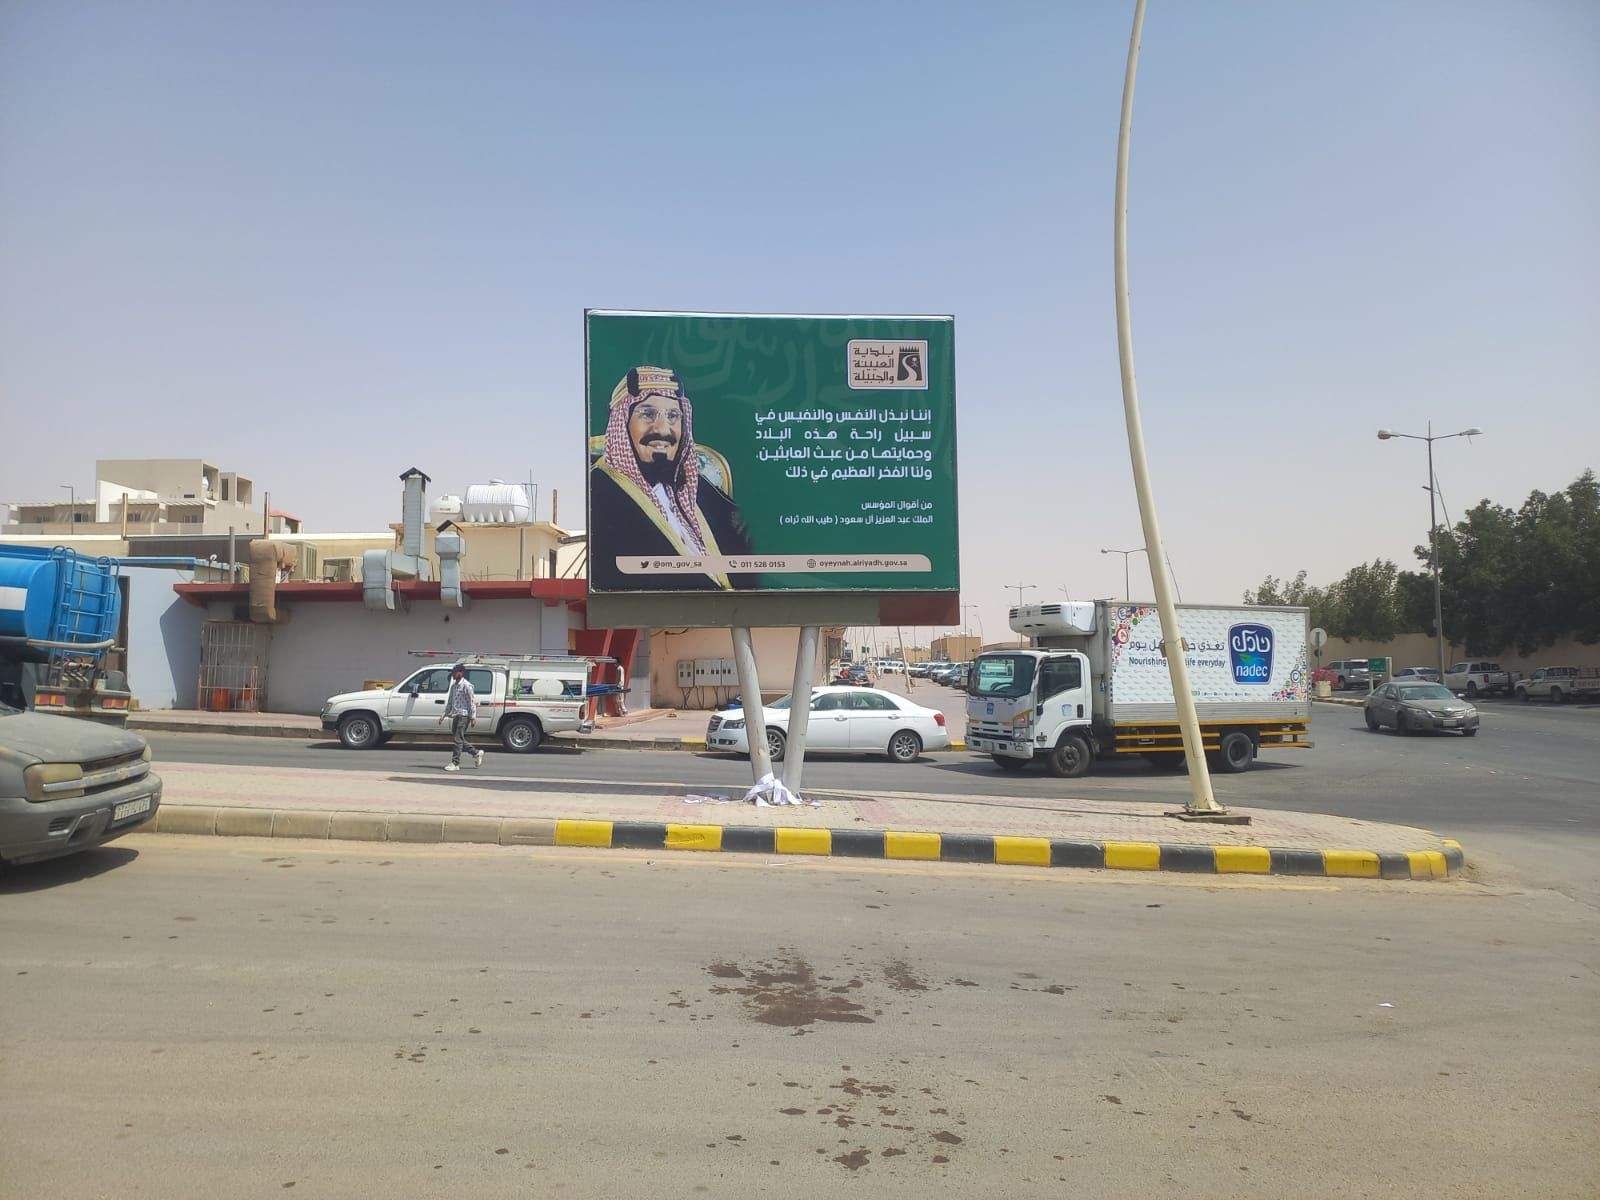 بلدية
العيينة
والجبيلة
إننا نبذل النفس والنفيس في
سبيل راحة هذه البلاد
وحمايتها من عبث العابثين.
ولنا الفخر العظيم في ذلك
من أقوال المؤسس
الملك عبد العزيز آل سعود ( طيب الله ثراه )
@om_gov_sa 011 528 0153 oyeynah.alriyadh.gov.sa
نادك
nadec
يوم
Nourishing life everyday
nadec